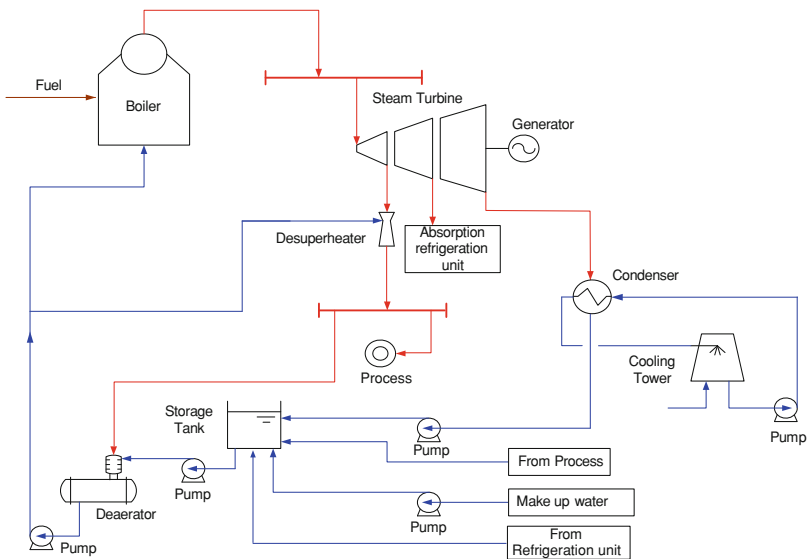 Fuel
Boiler
Steam Turbine
Generator
Desuperheater
Absorption
refrigeration
unit
Condenser
Process
Cooling
Tower
Pump
Storage
Tank
Pump
From Process
Pump
Make up water
Pump
From
Refrigeration unit
Deaerator
Pump